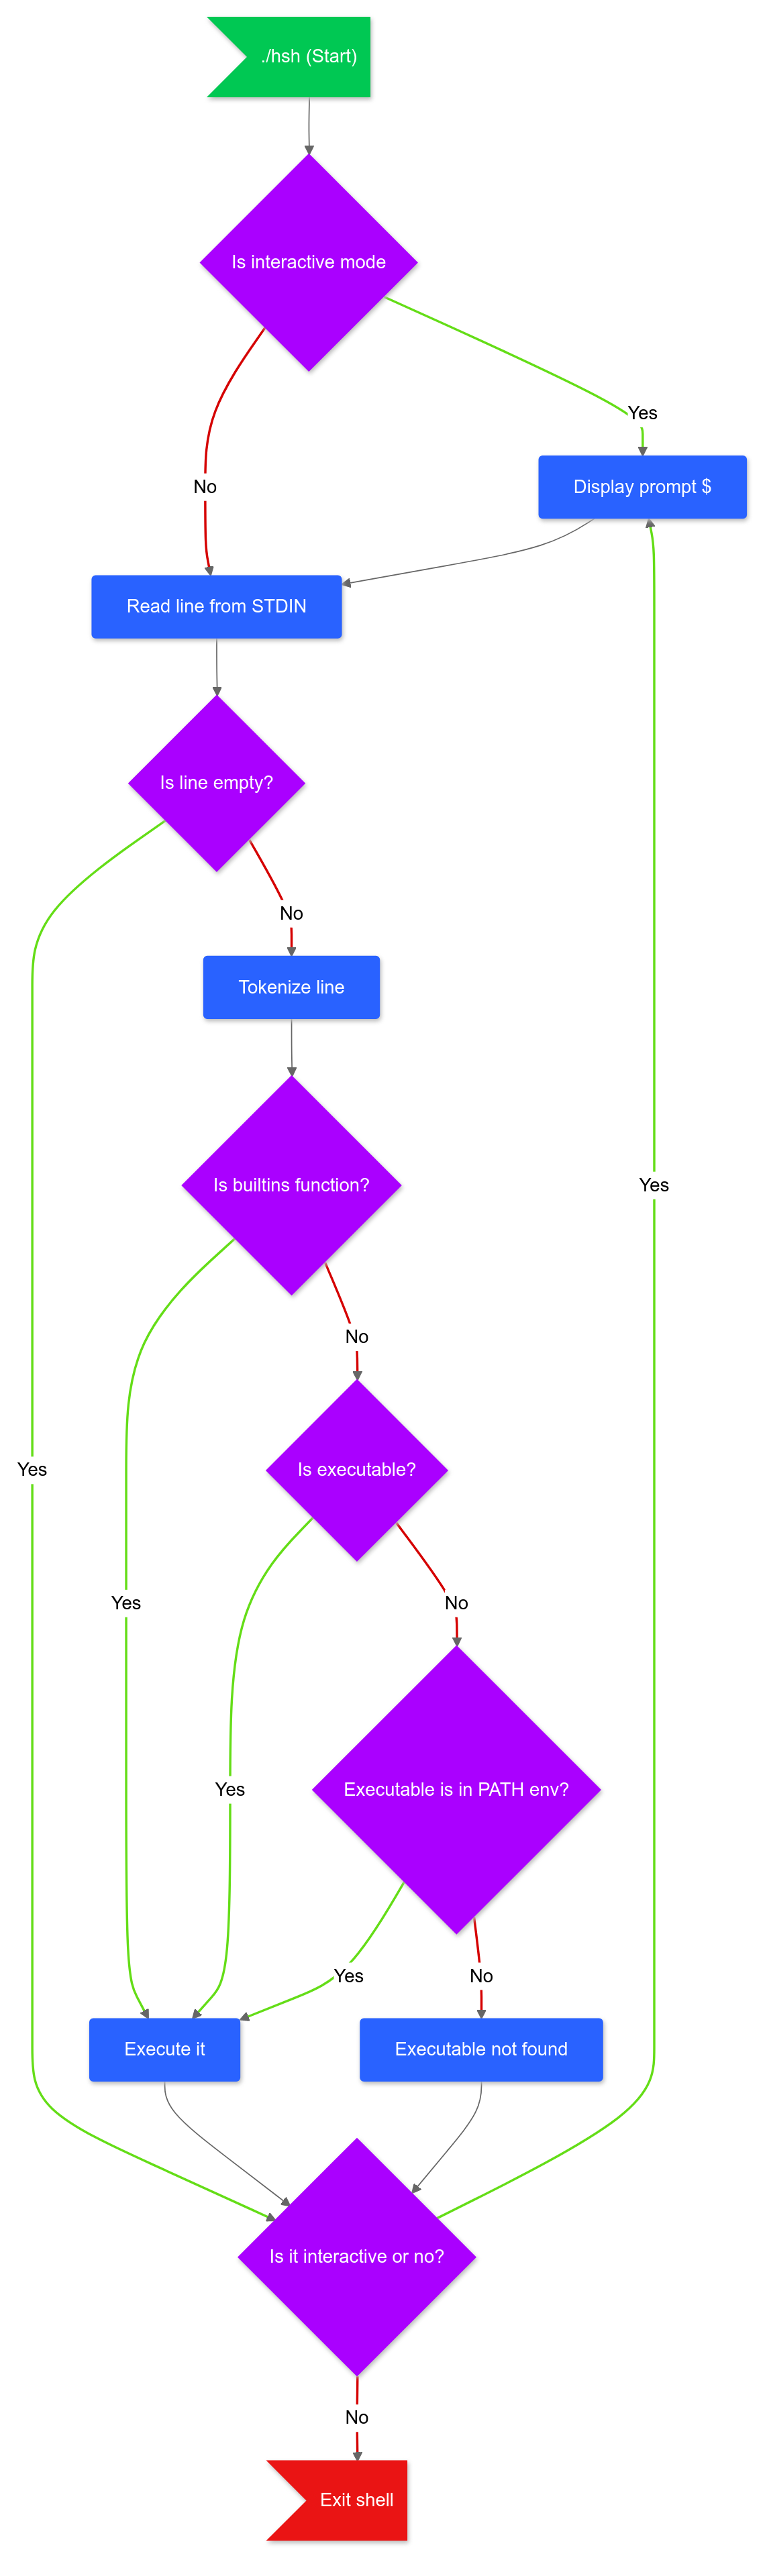 ./hsh (Start)
Is interactive mode
Yes
Display prompt $
No
Read line from STDIN
Is line empty?
No
Tokenize line
Is builtins function?
Yes
No
Is executable?
Yes
Yes
No
Yes
Executable is in PATH env?
Yes
No
Execute it
Executable not found
Is it interactive or no?
No
Exit shell